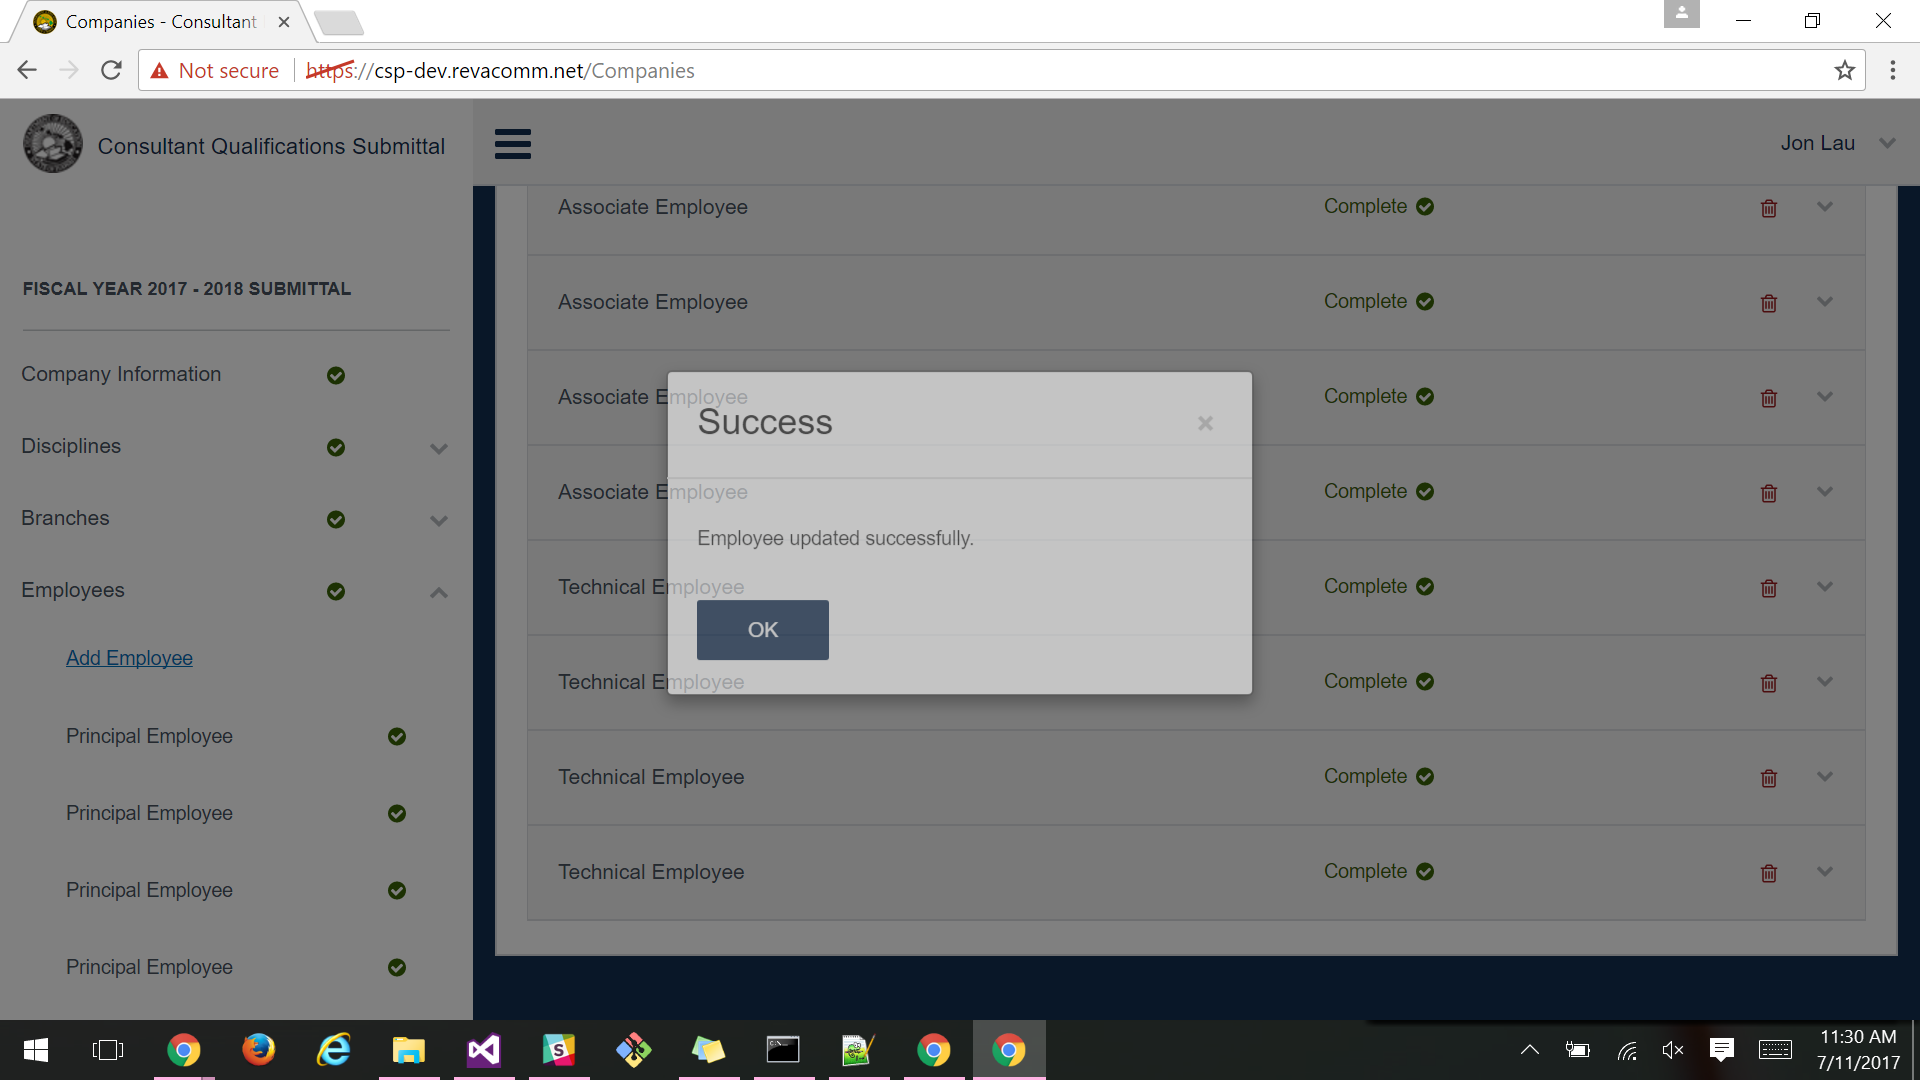 Companies - Consultant
Not secure
https://csp-dev.revacomm.net/Companies
Consultant Qualifications Submittal
Jon Lau
FISCAL YEAR 2017 - 2018 SUBMITTAL
Company Information
Disciplines
Branches
Employees
Add Employee
Principal Employee
Principal Employee
Principal Employee
Principal Employee
Associate Employee Complete
Associate Employee Complete
Associate Employee Complete
Associate Employee Complete
Technical Employee Complete
Technical Employee Complete
Technical Employee Complete
Technical Employee Complete
Success
×
Employee updated successfully.
OK
11:30 AM
7/11/2017